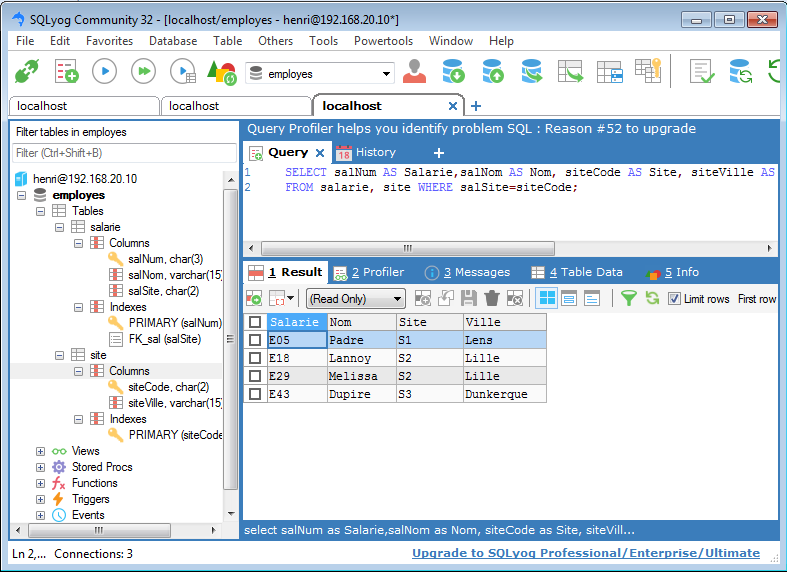 SQLyog Community 32 - [localhost/employes - henri@192.168.20.10*]
File Edit Favorites Database Table Others Tools Powertools Window Help
employes
localhost localhost localhost
Filter tables in employes
Filter (Ctrl+Shift+B)
henri@192.168.20.10
employes
Tables
salarie
Columns
salNum, char(3)
salNom, varchar(15)
salSite, char(2)
Indexes
PRIMARY (salNum)
FK_sal (salSite)
site
Columns
siteCode, char(2)
siteVille, varchar(15)
Indexes
PRIMARY (siteCode
Views
Stored Procs
Functions
Triggers
Events
Query Profiler helps you identify problem SQL : Reason #52 to upgrade
Query 18 History
1 SELECT salNum AS Salarie,salNom AS Nom, siteCode AS Site, siteVille AS
2 FROM salarie, site WHERE salSite=siteCode;
1 Result 2 Profiler 3 Messages 4 Table Data 5 Info
(Read Only) Limit rows First row
Salarie Nom Site Ville
E05 Padre S1 Lens
E18 Lannoy S2 Lille
E29 Melissa S2 Lille
E43 Dupire S3 Dunkerque
select salNum as Salarie,salNom as Nom, siteCode as Site, siteVill...
Ln 2,... Connections: 3 Upgrade to SQLyog Professional/Enterprise/Ultimate